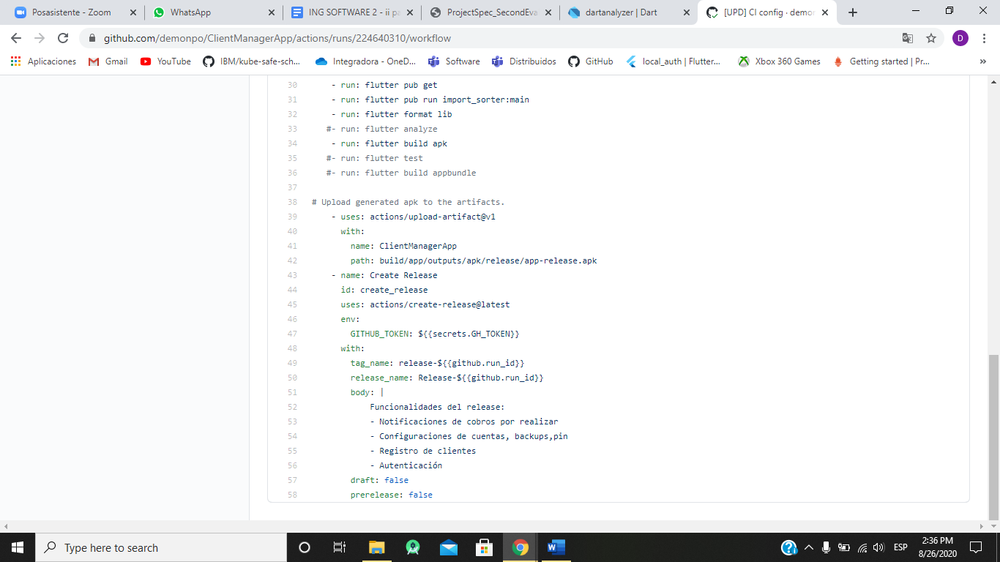 Posasistente - Zoom
WhatsApp
ING SOFTWARE 2 - ii pa
ProjectSpec_SecondEva
dartanalyzer | Dart
[UPD] CI config · demon
github.com/demonpo/ClientManagerApp/actions/runs/224640310/workflow
D
Aplicaciones
Gmail
YouTube
IBM/kube-safe-sch...
Integradora - OneD...
Software
Distribuidos
GitHub
local_auth | Flutter...
Xbox 360 Games
Getting started | Pr...
»
30 - run: flutter pub get
31 - run: flutter pub run import_sorter:main
32 - run: flutter format lib
33 #- run: flutter analyze
34 - run: flutter build apk
35 #- run: flutter test
36 #- run: flutter build appbundle
37
38 # Upload generated apk to the artifacts.
39 - uses: actions/upload-artifact@v1
40 with:
41 name: ClientManagerApp
42 path: build/app/outputs/apk/release/app-release.apk
43 - name: Create Release
44 id: create_release
45 uses: actions/create-release@latest
46 env:
47 GITHUB_TOKEN: ${{secrets.GH_TOKEN}}
48 with:
49 tag_name: release-${{github.run_id}}
50 release_name: Release-${{github.run_id}}
51 body: |
52 Funcionalidades del release:
53 - Notificaciones de cobros por realizar
54 - Configuraciones de cuentas, backups,pin
55 - Registro de clientes
56 - Autenticación
57 draft: false
58 prerelease: false
Type here to search
ESP
2:36 PM
8/26/2020